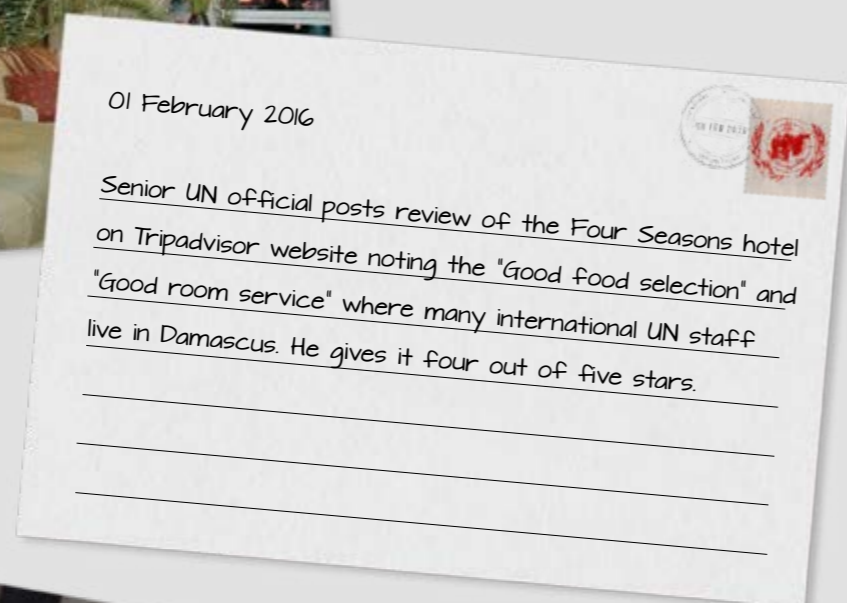 01 February 2016
Senior UN official posts review of the Four Seasons hotel
on Tripadvisor website noting the "Good food selection" and
"Good room service" where many international UN staff
live in Damascus. He gives it four out of five stars.